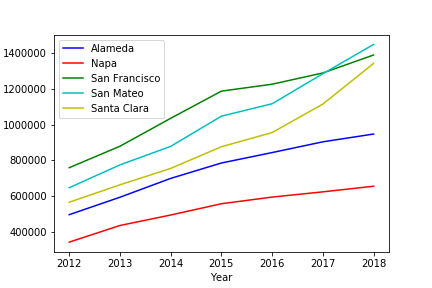 1400000
1200000
1000000
800000
600000
400000
Alameda
Napa
San Francisco
San Mateo
Santa Clara
2012 2013 2014 2015 2016 2017 2018
Year